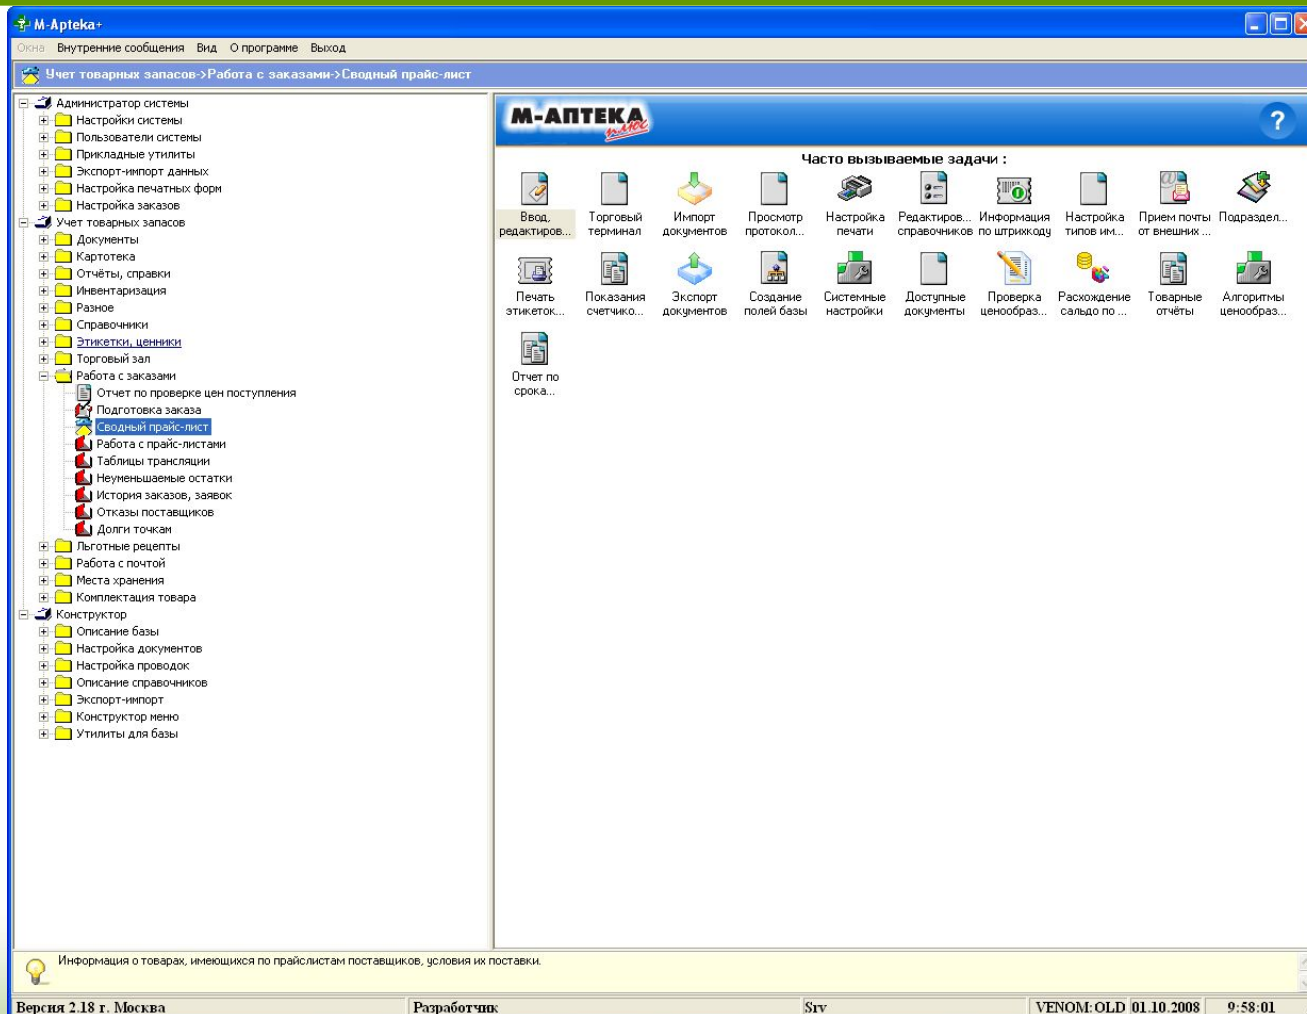 M-Apteka+
Окна Внутренние сообщения Вид О программе Выход
Учет товарных запасов->Работа с заказами->Сводный прайс-лист
Администратор системы
Настройки системы
Пользователи системы
Прикладные утилиты
Экспорт-импорт данных
Настройка печатных форм
Настройка заказов
Учет товарных запасов
Документы
Картотека
Отчёты, справки
Инвентаризация
Разное
Справочники
Этикетки, ценники
Торговый зал
Работа с заказами
Отчет по проверке цен поступления
Подготовка заказа
Сводный прайс-лист
Работа с прайс-листами
Таблицы трансляции
Неуменьшаемые остатки
История заказов, заявок
Отказы поставщиков
Долги точкам
Льготные рецепты
Работа с почтой
Места хранения
Комплектация товара
Конструктор
Описание базы
Настройка документов
Настройка проводок
Описание справочников
Экспорт-импорт
Конструктор меню
Утилиты для базы
М-АПТЕКА
плюс
?
Часто вызываемые задачи :
Ввод, Торговый Импорт Просмотр Настройка Редактиров... Информация Настройка Прием почты Подраздел...
редактиров... терминал документов протокол... печати справочников по штрихкоду типов им... от внешних ...
Печать Показания Экспорт Создание Системные Доступные Проверка Расхождение Товарные Алгоритмы
этикеток... счетчико... документов полей базы настройки документы ценообраз... сальдо по ... отчёты ценообраз...
Отчет по
срока...
Информация о товарах, имеющихся по прайслистам поставщиков, условия их поставки.
Версия 2.18 г. Москва Разработчик Srv VENOM:OLD 01.10.2008 9:58:01